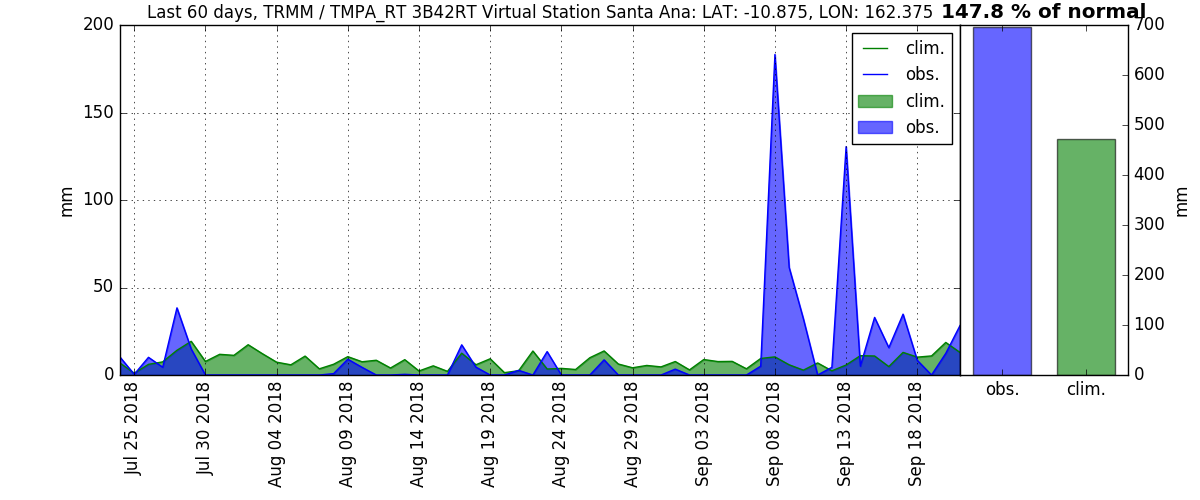 Last 60 days, TRMM / TMPA_RT 3B42RT Virtual Station Santa Ana: LAT: -10.875, LON: 162.375 147.8 % of normal
200
150
100
50
0
mm
clim.
obs.
clim.
obs.
Jul 25 2018
Jul 30 2018
Aug 04 2018
Aug 09 2018
Aug 14 2018
Aug 19 2018
Aug 24 2018
Aug 29 2018
Sep 03 2018
Sep 08 2018
Sep 13 2018
Sep 18 2018
700
600
500
400
300
200
100
0
mm
obs.
clim.